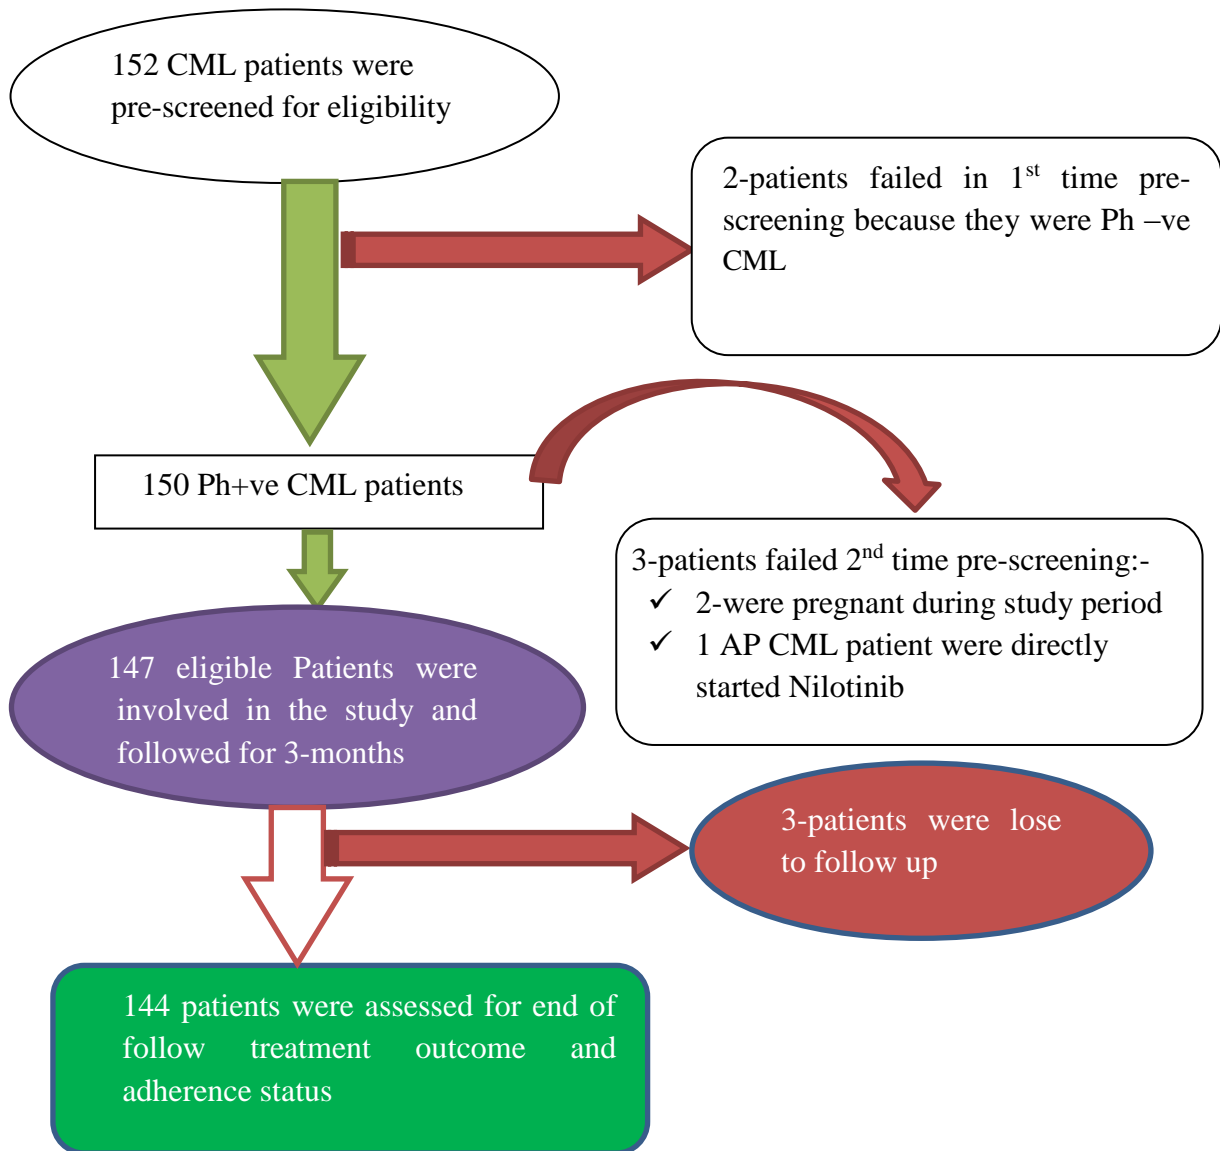 152 CML patients were
pre-screened for eligibility
2-patients failed in 1st time pre-
screening because they were Ph –ve
CML
150 Ph+ve CML patients
3-patients failed 2nd time pre-screening:-
✓ 2-were pregnant during study period
✓ 1 AP CML patient were directly
started Nilotinib
147 eligible Patients were
involved in the study and
followed for 3-months
3-patients were lose
to follow up
144 patients were assessed for end of
follow treatment outcome and
adherence status